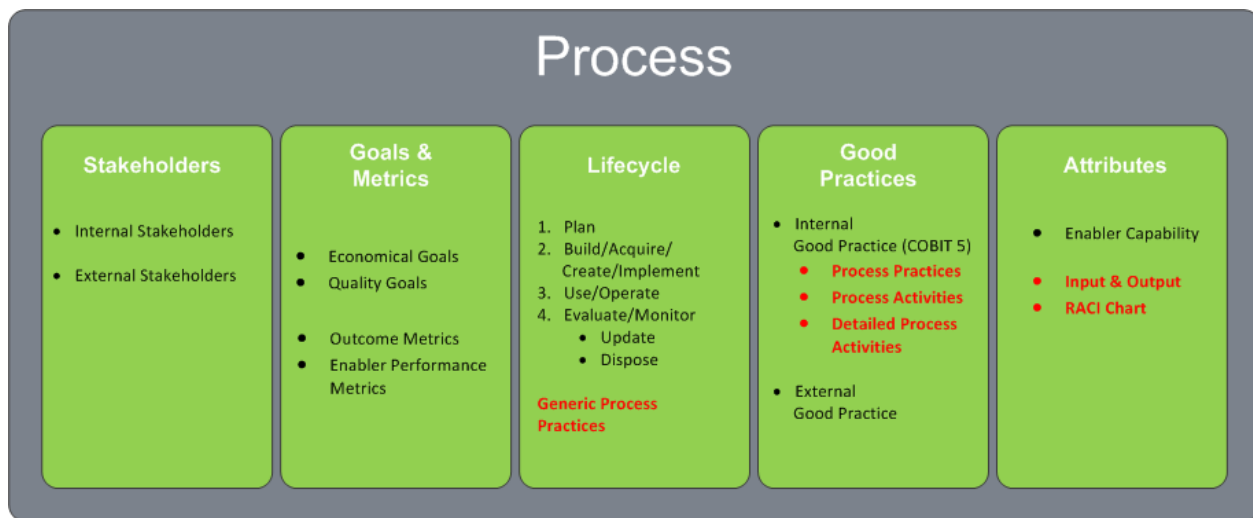 Process
Stakeholders
• Internal Stakeholders
• External Stakeholders
Goals &
Metrics
• Economical Goals
• Quality Goals
• Outcome Metrics
• Enabler Performance
Metrics
Lifecycle
1. Plan
2. Build/Acquire/
Create/Implement
3. Use/Operate
4. Evaluate/Monitor
• Update
• Dispose
Generic Process
Practices
Good
Practices
• Internal
Good Practice (COBIT 5)
• Process Practices
• Process Activities
• Detailed Process
Activities
• External
Good Practice
Attributes
• Enabler Capability
• Input & Output
• RACI Chart